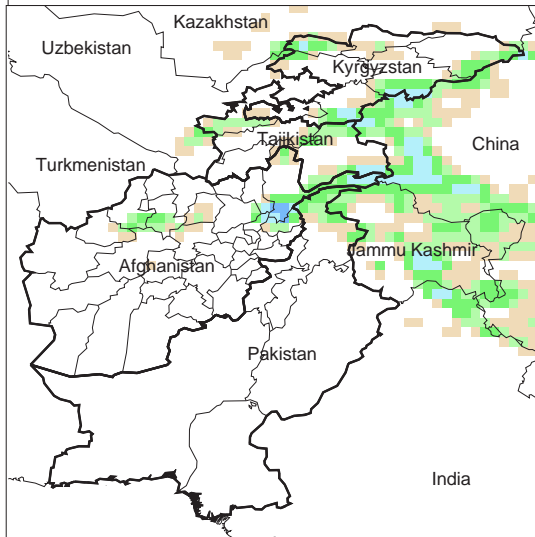 Kazakhstan
Uzbekistan
Kyrgyzstan
Tajikistan
China
Turkmenistan
Jammu Kashmir
Afghanistan
Pakistan
India